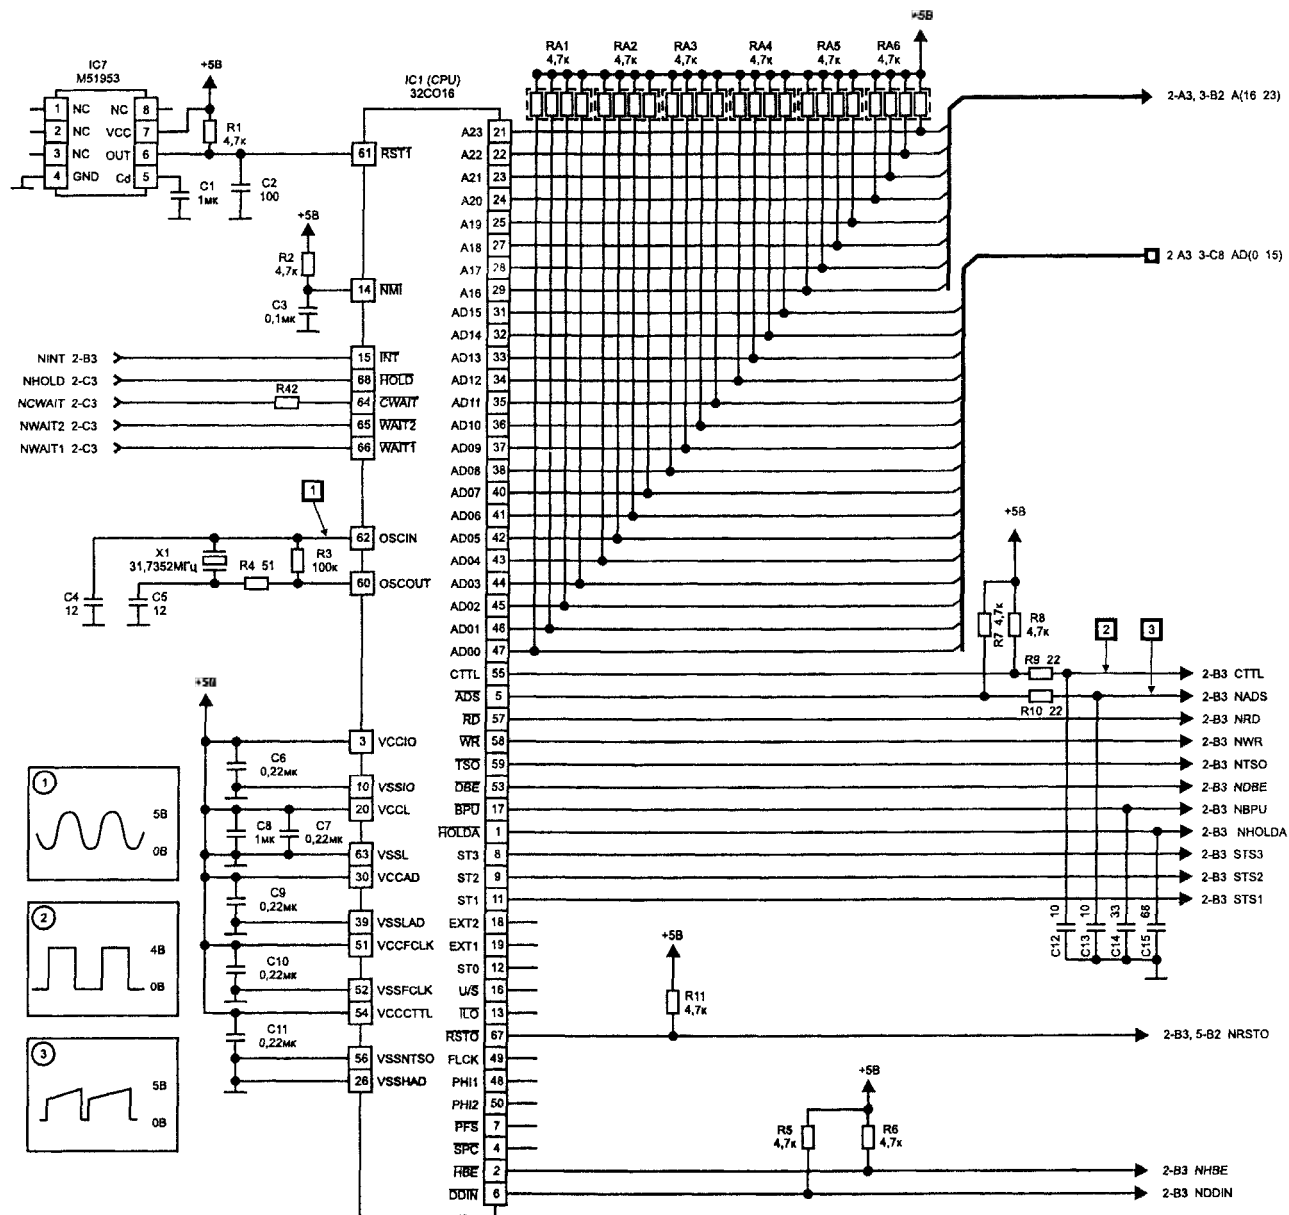 IC7
M51953
1 NC
2 NC
3 NC
4 GND
NC 8
VCC 7
OUT 6
Cd 5
+5В
R1
4,7к
C1
1мк
C2
100
+5В
R2
4,7к
C3
0,1мк
IC1 (CPU)
32CO16
61 RST1
14 NMI
NINT 2-B3
15 INT
NHOLD 2-C3
68 HOLD
NCWAIT 2-C3
R42
64 CWAIT
NWAIT2 2-C3
65 WAIT2
NWAIT1 2-C3
66 WAIT1
1
62 OSCIN
X1
31,7352МГц
R3
100к
R4 51
60 OSCOUT
C4
12
C5
12
+5В
3 VCCIO
C6
0,22мк
10 VSSIO
20 VCCL
C8
1мк
C7
0,22мк
63 VSSL
30 VCCAD
C9
0,22мк
39 VSSLAD
51 VCCFCLK
C10
0,22мк
52 VSSFCLK
54 VCCCTTL
C11
0,22мк
56 VSSNTSO
26 VSSHAD
1
5В
0В
2
4В
0В
3
5В
0В
RA1
4,7к
RA2
4,7к
RA3
4,7к
RA4
4,7к
RA5
4,7к
RA6
4,7к
+5В
A23 21
A22 22
A21 23
A20 24
A19 25
A18 27
A17 28
A16 29
AD15 31
AD14 32
AD13 33
AD12 34
AD11 35
AD10 36
AD09 37
AD08 38
AD07 40
AD06 41
AD05 42
AD04 43
AD03 44
AD02 45
AD01 46
AD00 47
CTTL 55
ADS 5
RD 57
WR 58
TSO 59
DBE 53
BPU 17
HOLDA 1
ST3 8
ST2 9
ST1 11
EXT2 18
EXT1 19
ST0 12
U/S 16
ILO 13
RSTO 67
FLCK 49
PHI1 48
PHI2 50
PFS 7
SPC 4
HBE 2
DDIN 6
2-A3, 3-B2 A(16 23)
2 A3 3-C8 AD(0 15)
+5В
R7 4,7к
R8
4,7к
R9 22
R10 22
2
3
2-B3 CTTL
2-B3 NADS
2-B3 NRD
2-B3 NWR
2-B3 NTSO
2-B3 NDBE
2-B3 NBPU
2-B3 NHOLDA
2-B3 STS3
2-B3 STS2
2-B3 STS1
C12 10
C13 10
C14 33
C15 68
+5В
R11
4,7к
2-B3, 5-B2 NRSTO
+5В
R5
4,7к
R6
4,7к
2-B3 NHBE
2-B3 NDDIN